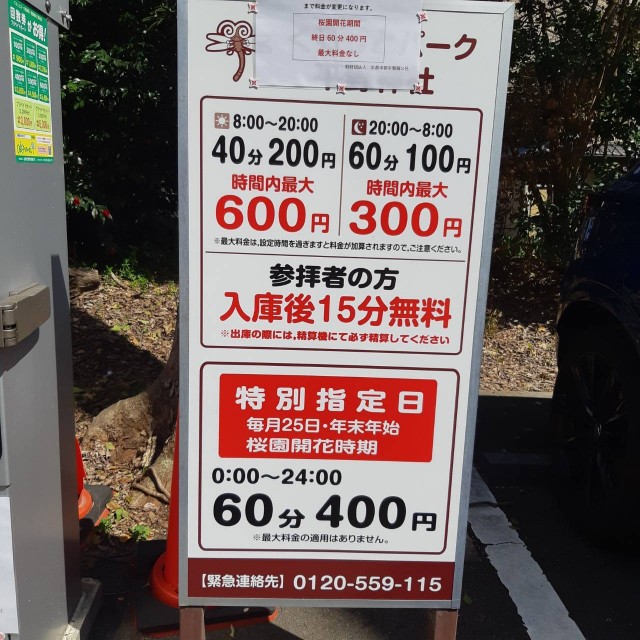 まで料金が変更になります。
桜園開花期間
終日60分400円
最大料金なし
パーク
社
8:00〜20:00
40分 200円
時間内最大
600円
20:00〜8:00
60分 100円
時間内最大
300円
※最大料金は、設定時間を過ぎますと料金が加算されますので、ご注意ください。
参拝者の方
入庫後15分無料
※出庫の際には、精算機にて必ず精算してください
特別指定日
毎月25日・年末年始
桜園開花時期
0:00〜24:00
60分 400円
※最大料金の適用はありません。
【緊急連絡先】 0120-559-115